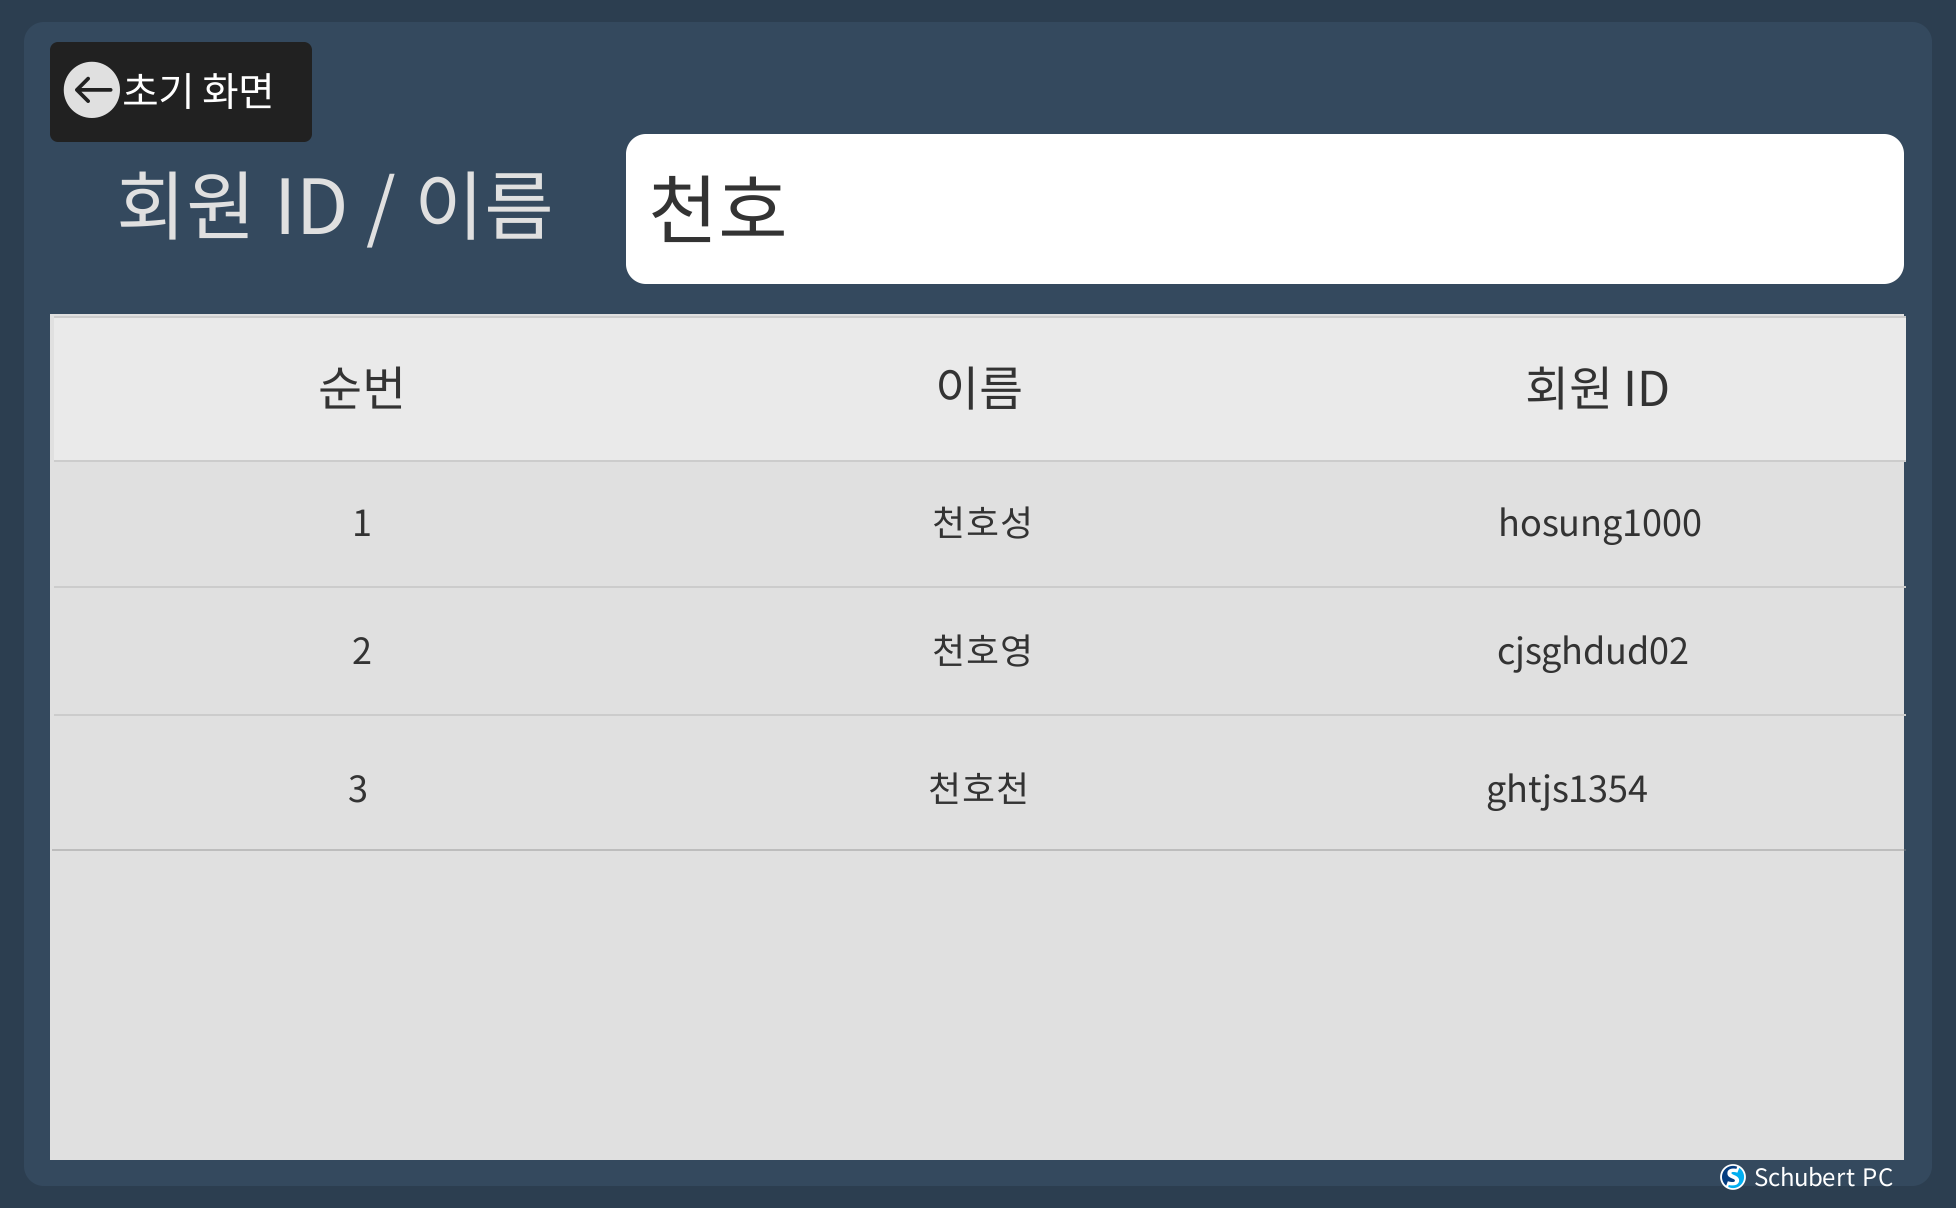 초기 화면
회원 ID / 이름
천호
순번 이름 회원 ID
1 천호성 hosung1000
2 천호영 cjsghdud02
3 천호천 ghtjs1354
Schubert PC